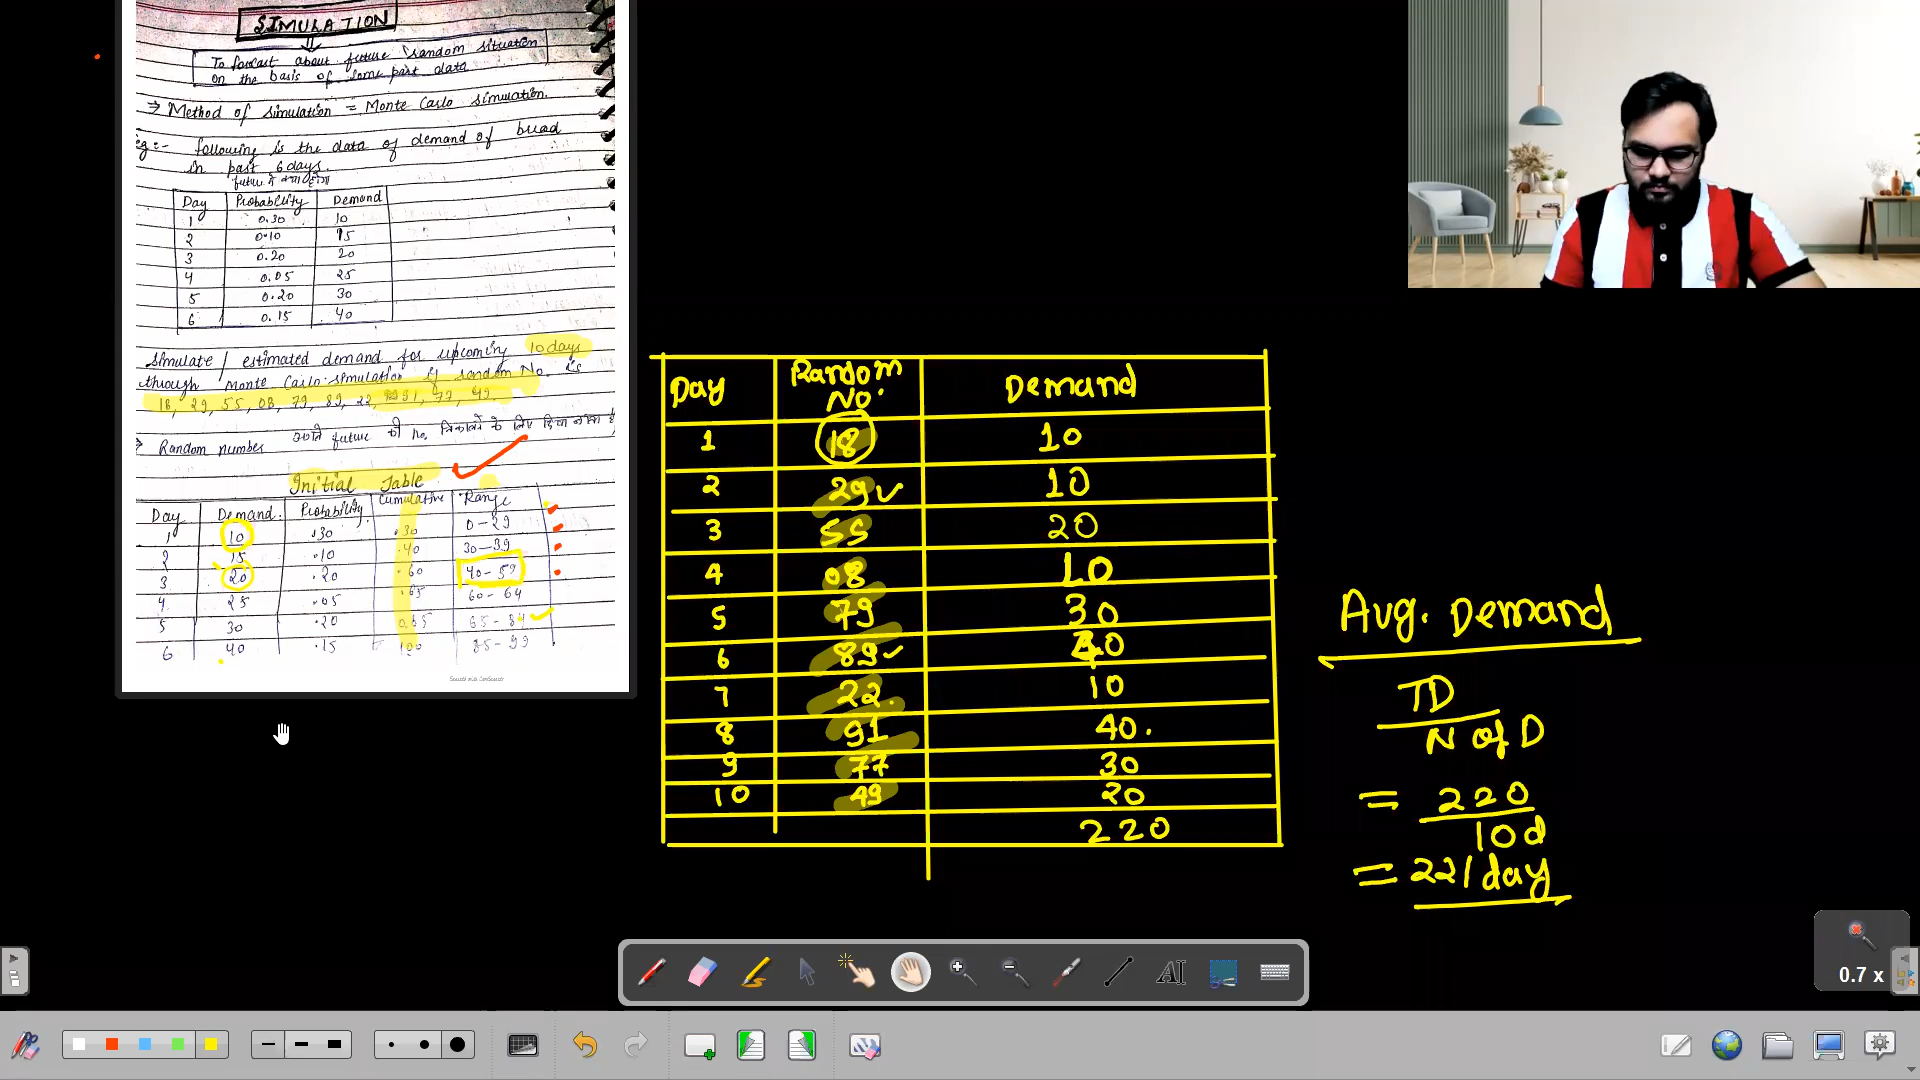 SIMULATION
To forcast about future random situation
on the basis of some past data
⇒ Method of simulation = Monte Carlo simulation.
eg:- following is the data of demand of bread
in past 6 days.
Day Probability Demand
1 0.30 10
2 0.10 15
3 0.20 20
4 0.05 25
5 0.20 30
6 0.15 40
Simulate / estimated demand for upcoming 10 days
through Monte Carlo simulation if random No. is
18, 29, 55, 08, 79, 89, 22, 91, 77, 49.
⇒ Random number future की no. निकालने के लिए दिया
Initial Table
Day Demand Probability Cumulative Range
1 10 .30 .30 0-29
2 15 .10 .40 30-39
3 20 .20 .60 40-59
4 25 .05 .65 60-64
5 30 .20 0.85 65-84
6 40 .15 100 85-99
Scanned with CamScanner
Day Random No. Demand
1 18 10
2 29 10
3 55 20
4 08 10
5 79 30
6 89 40
7 22 10
8 91 40
9 77 30
10 49 20
220
Avg. Demand
TD
N of D
= 220
10d
= 22/day
AI
0.7 x